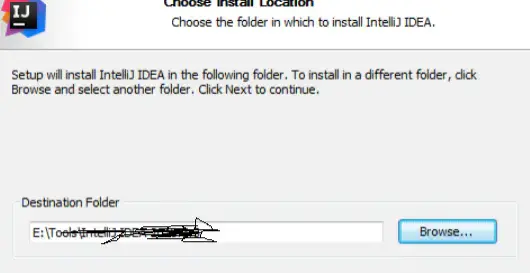 IJ
Choose Install Location
Choose the folder in which to install IntelliJ IDEA.
Setup will install IntelliJ IDEA in the following folder. To install in a different folder, click
Browse and select another folder. Click Next to continue.
Destination Folder
E:\Tools\IntelliJ IDEA
Browse...